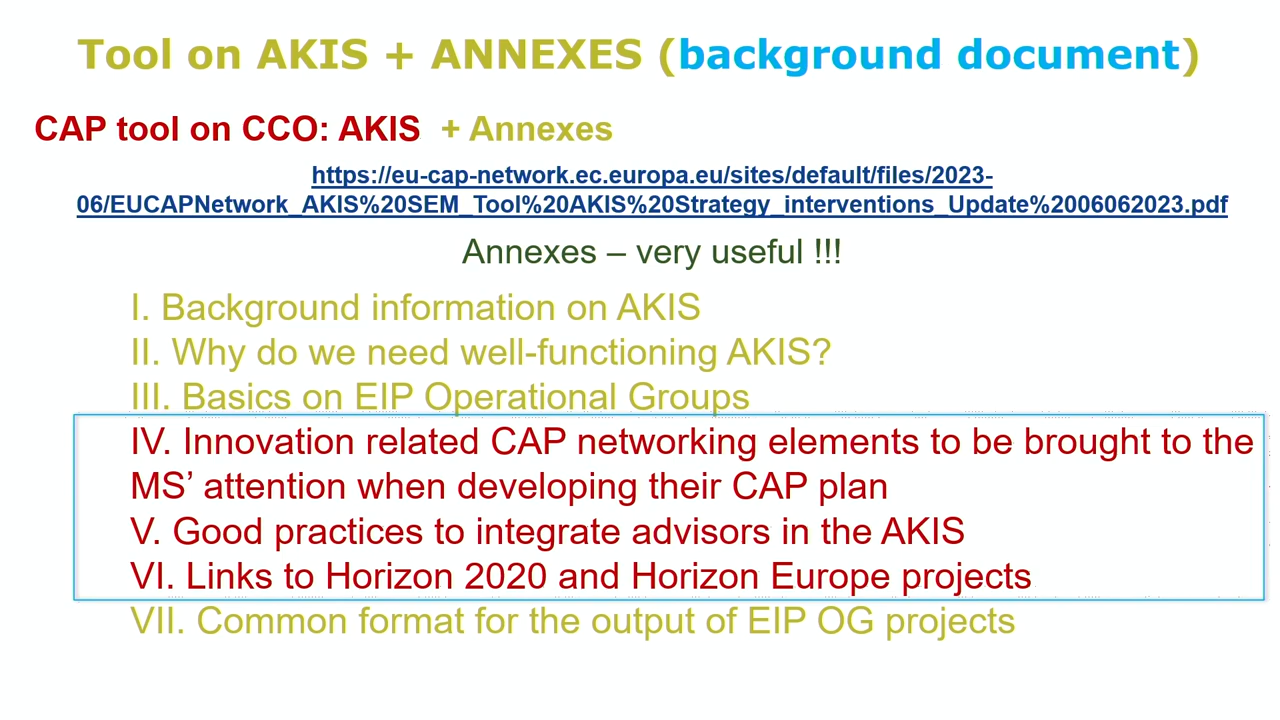 Tool on AKIS + ANNEXES (background document)
CAP tool on CCO: AKIS + Annexes
https://eu-cap-network.ec.europa.eu/sites/default/files/2023-
06/EUCAPNetwork_AKIS%20SEM_Tool%20AKIS%20Strategy_interventions_Update%2006062023.pdf
Annexes – very useful !!!
I. Background information on AKIS
II. Why do we need well-functioning AKIS?
III. Basics on EIP Operational Groups
IV. Innovation related CAP networking elements to be brought to the
MS’ attention when developing their CAP plan
V. Good practices to integrate advisors in the AKIS
VI. Links to Horizon 2020 and Horizon Europe projects
VII. Common format for the output of EIP OG projects